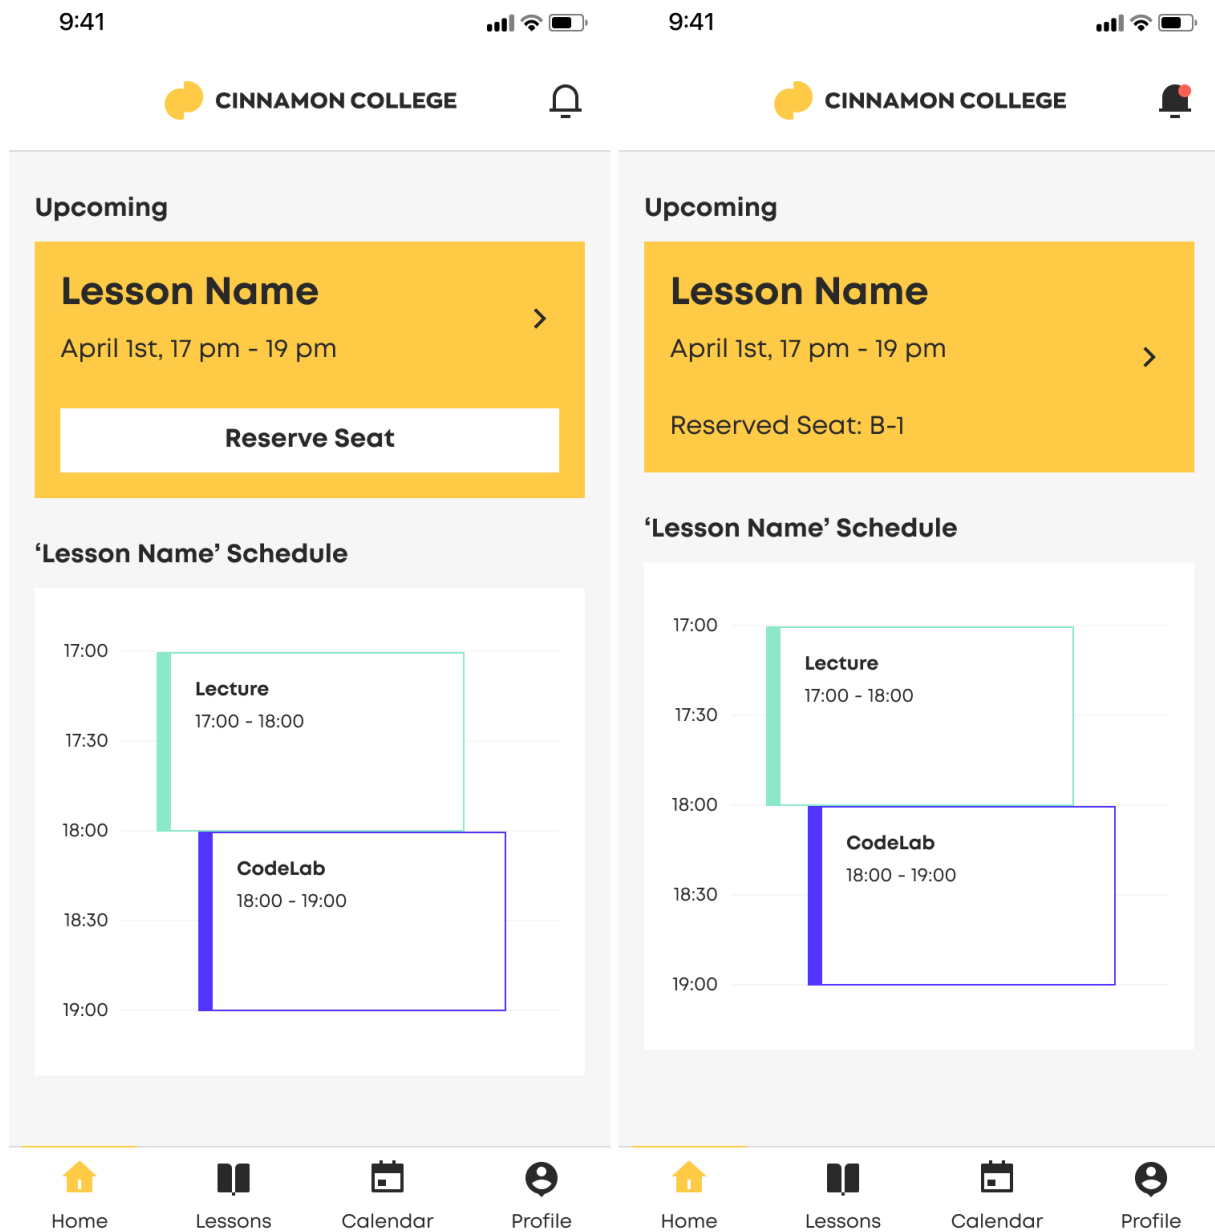 9:41
CINNAMON COLLEGE
Upcoming
Lesson Name
April 1st, 17 pm - 19 pm
Reserve Seat
‘Lesson Name’ Schedule
17:00
Lecture
17:00 - 18:00
17:30
18:00
CodeLab
18:00 - 19:00
18:30
19:00
Home
Lessons
Calendar
Profile
9:41
CINNAMON COLLEGE
Upcoming
Lesson Name
April 1st, 17 pm - 19 pm
Reserved Seat: B-1
‘Lesson Name’ Schedule
17:00
Lecture
17:00 - 18:00
17:30
18:00
CodeLab
18:00 - 19:00
18:30
19:00
Home
Lessons
Calendar
Profile